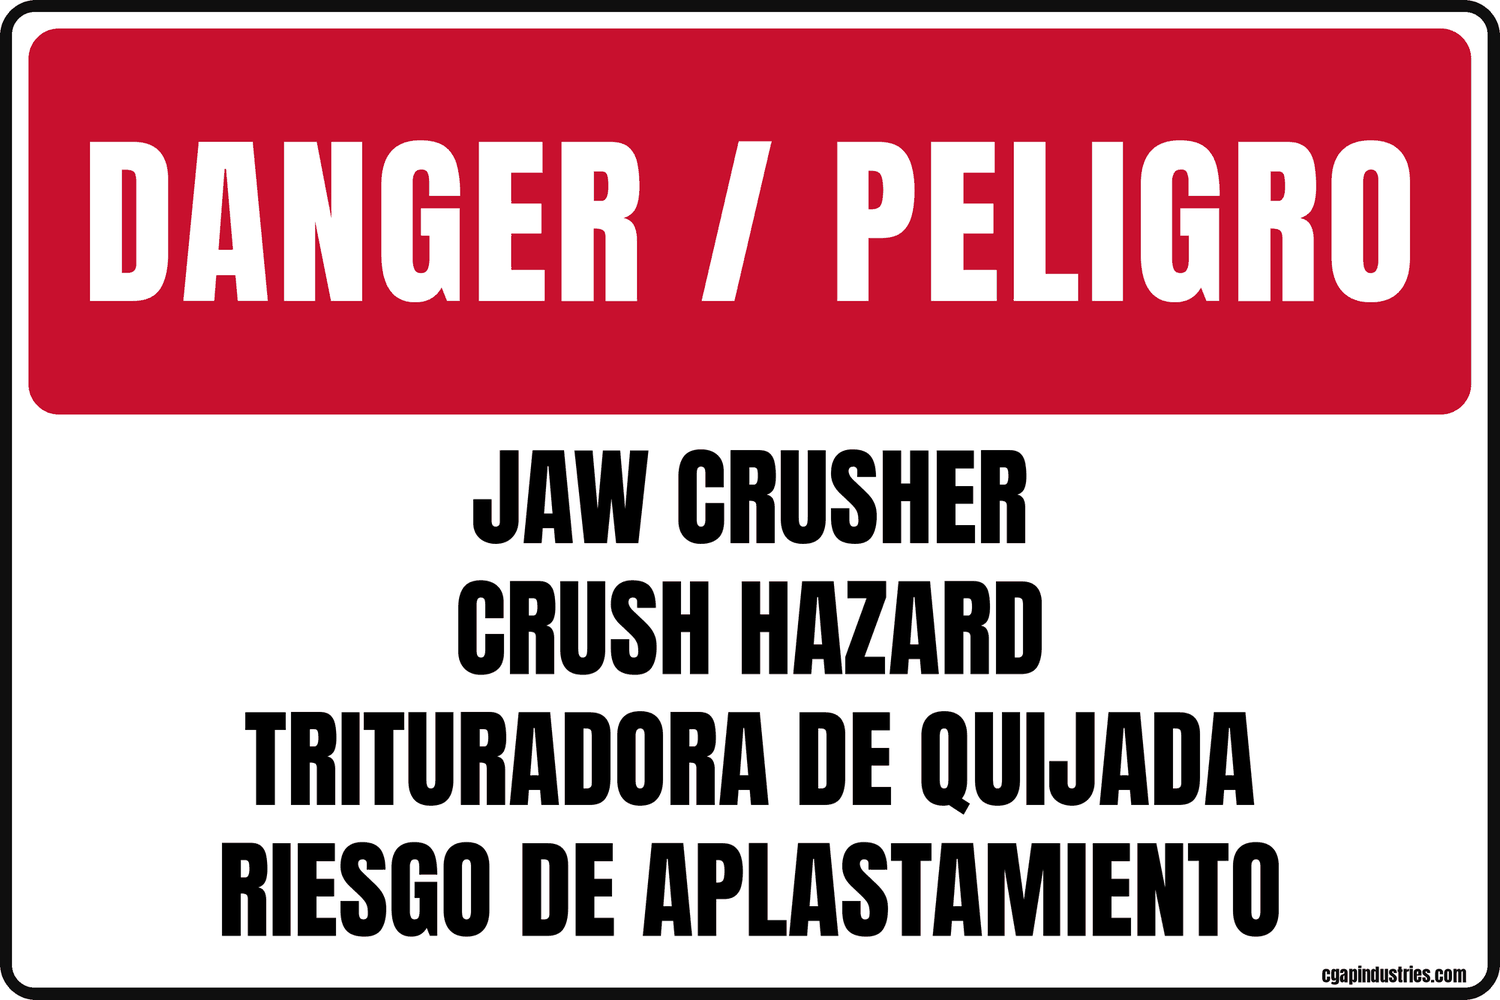 DANGER / PELIGRO
JAW CRUSHER
CRUSH HAZARD
TRITURADORA DE QUIJADA
RIESGO DE APLASTAMIENTO
cgapindustries.com